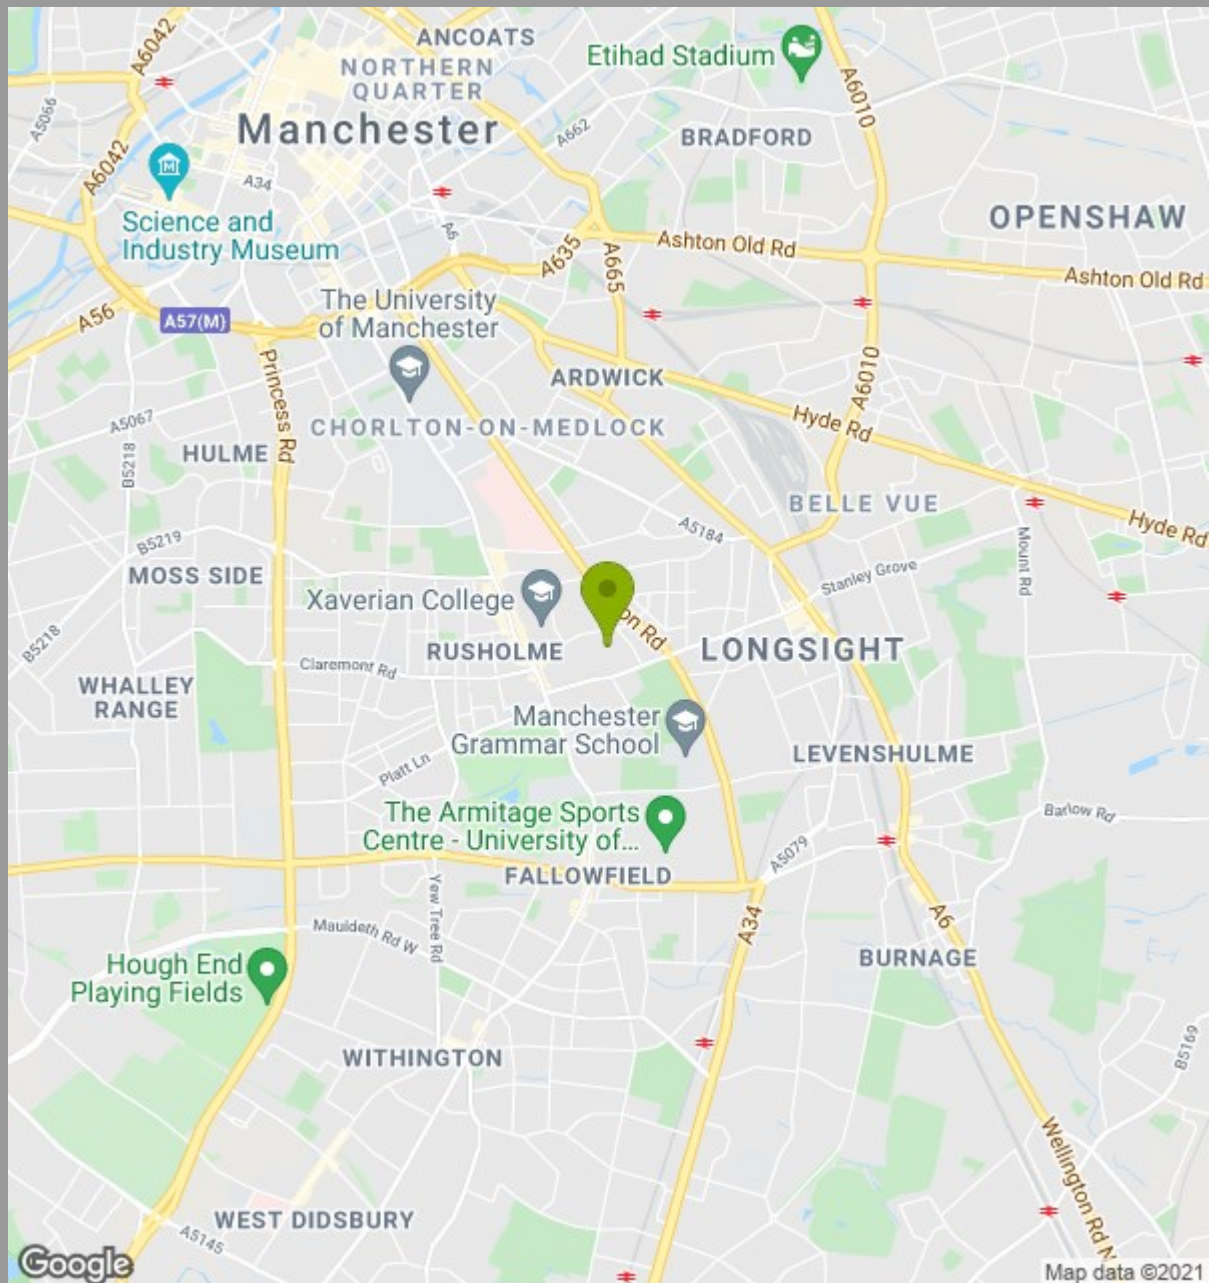 ANCOATS
NORTHERN
QUARTER
Manchester
Etihad Stadium
BRADFORD
OPENSHAW
A6042
A6042
A5066
A34
A662
A6
A6010
Science and
Industry Museum
Ashton Old Rd
Ashton Old Rd
A635
A665
A56
A57(M)
The University
of Manchester
ARDWICK
A6010
Princess Rd
A5067
B5218
HULME
CHORLTON-ON-MEDLOCK
Hyde Rd
BELLE VUE
A5184
Hyde Rd
Mount Rd
B5219
MOSS SIDE
Xaverian College
Stanley Grove
B5218
RUSHOLME
on Rd
LONGSIGHT
Claremont Rd
WHALLEY
RANGE
Manchester
Grammar School
Platt Ln
LEVENSHULME
The Armitage Sports
Centre - University of...
Barlow Rd
A5079
FALLOWFIELD
Yew Tree Rd
A34
A6
Mauldeth Rd W
BURNAGE
Hough End
Playing Fields
WITHINGTON
B5169
Wellington Rd N
WEST DIDSBURY
A5145
Google
Map data ©2021